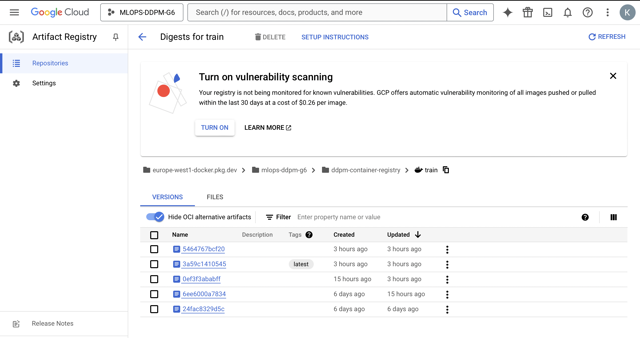 Google Cloud MLOPS-DDPM-G6 Search (/) for resources, docs, products, and more Search K
Artifact Registry Digests for train DELETE SETUP INSTRUCTIONS REFRESH
Repositories
Settings
Turn on vulnerability scanning
Your registry is not being monitored for known vulnerabilities. GCP offers automatic vulnerability monitoring of all images pushed or pulled
within the last 30 days at a cost of $0.26 per image.
TURN ON LEARN MORE
europe-west1-docker.pkg.dev mlops-ddpm-g6 ddpm-container-registry train
VERSIONS FILES
Hide OCI alternative artifacts Filter Enter property name or value
Name Description Tags Created Updated
5464767bcf20 3 hours ago 3 hours ago
3a59c1410545 latest 3 hours ago 3 hours ago
0ef3f3ababff 15 hours ago 3 hours ago
6ee6000a7834 6 days ago 15 hours ago
24fac8329d5c 6 days ago 6 days ago
Release Notes